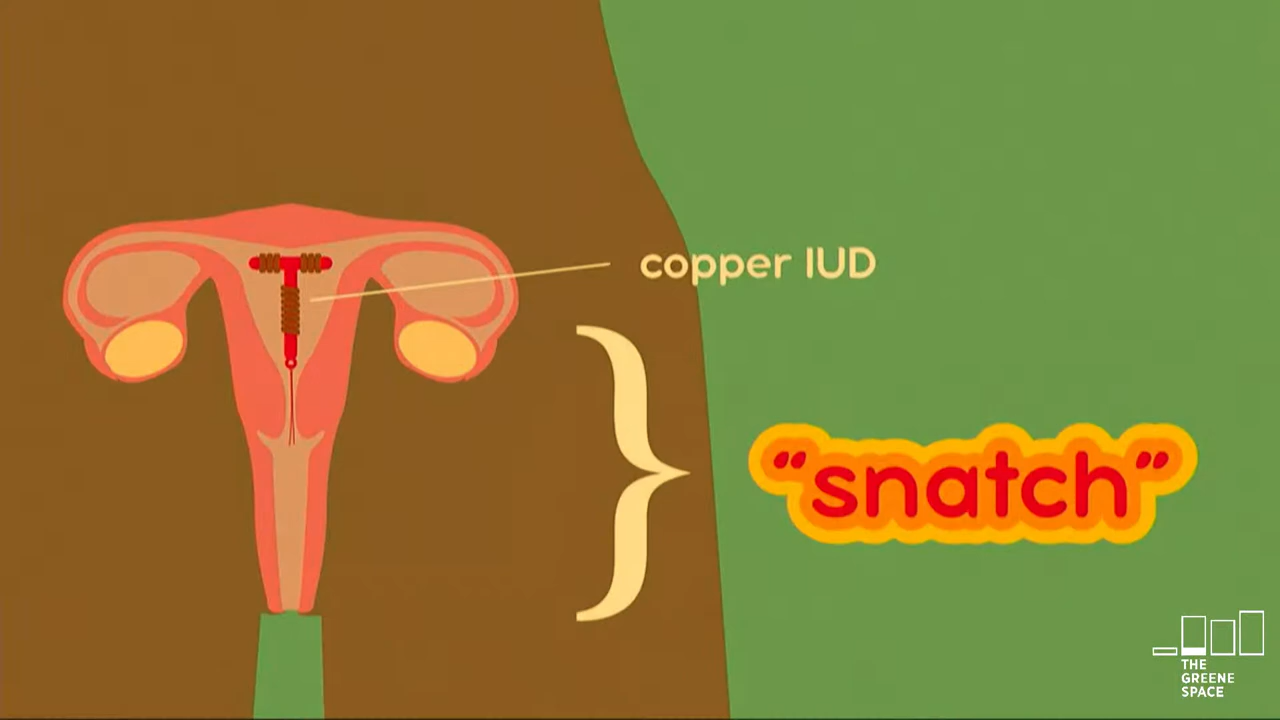 copper IUD
“snatch”
THE
GREENE
SPACE